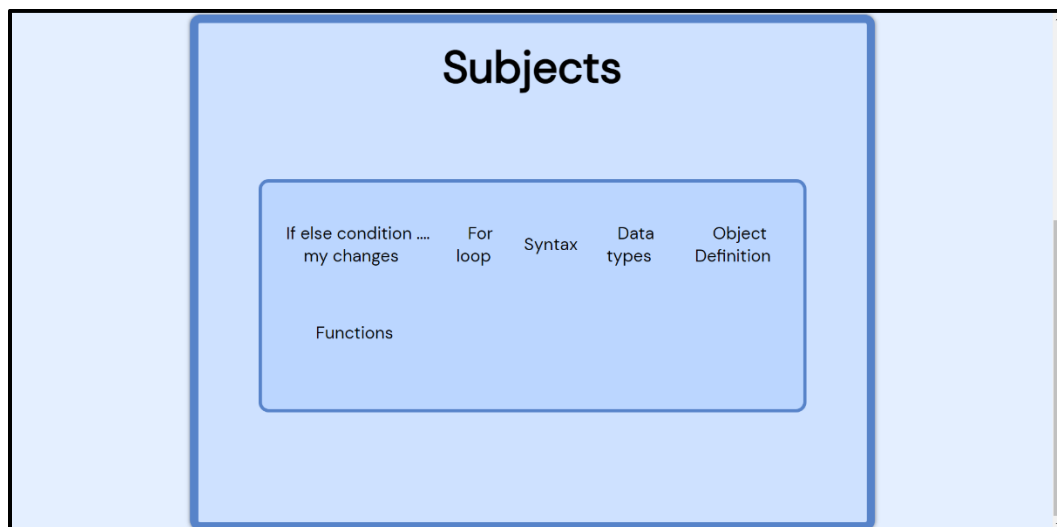 Subjects
If else condition .... For Syntax Data Object
my changes loop types Definition
Functions